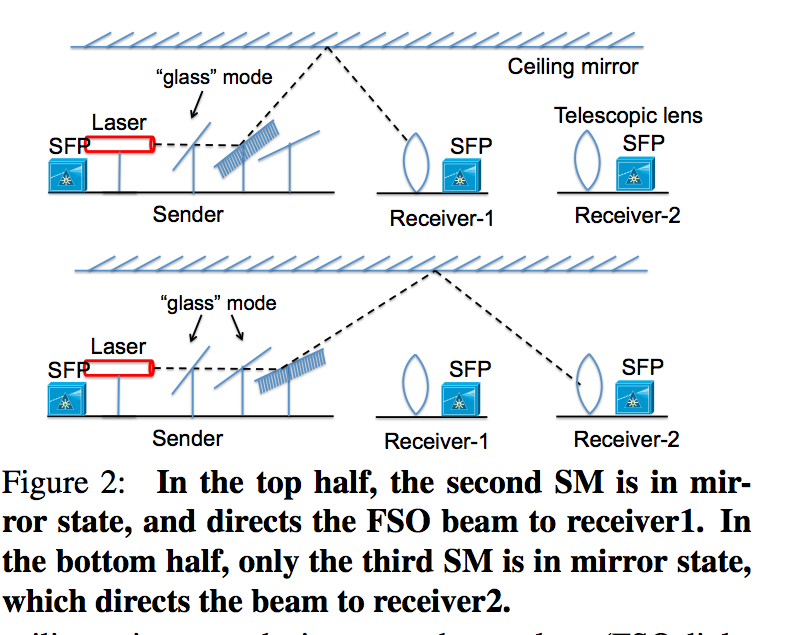 Ceiling mirror
"glass" mode
Laser
SFP
Sender
SFP
Receiver-1
Telescopic lens
SFP
Receiver-2
"glass" mode
Laser
SFP
Sender
SFP
Receiver-1
SFP
Receiver-2
Figure 2: In the top half, the second SM is in mir-
ror state, and directs the FSO beam to receiver1. In
the bottom half, only the third SM is in mirror state,
which directs the beam to receiver2.